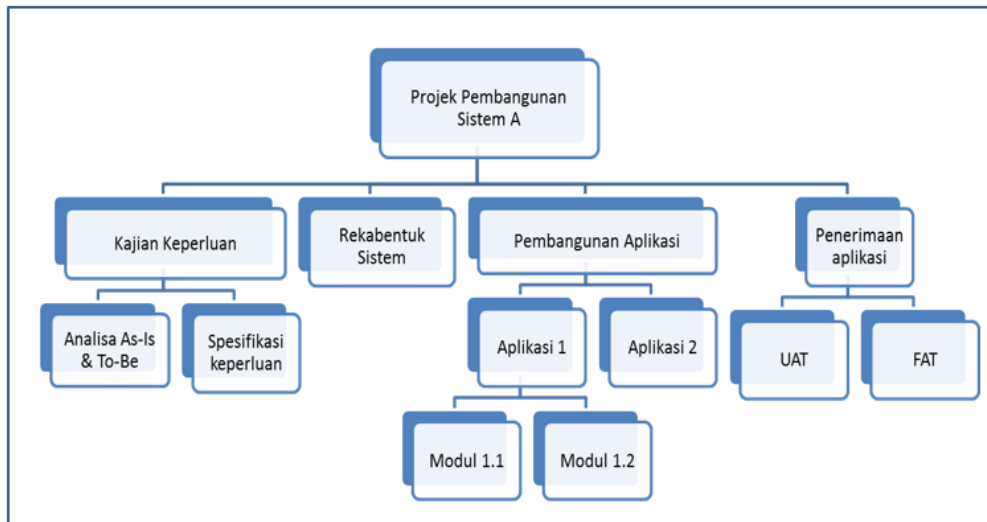 Projek Pembangunan
Sistem A
Kajian Keperluan
Rekabentuk
Sistem
Pembangunan Aplikasi
Penerimaan
aplikasi
Analisa As-Is
& To-Be
Spesifikasi
keperluan
Aplikasi 1
Aplikasi 2
UAT
FAT
Modul 1.1
Modul 1.2